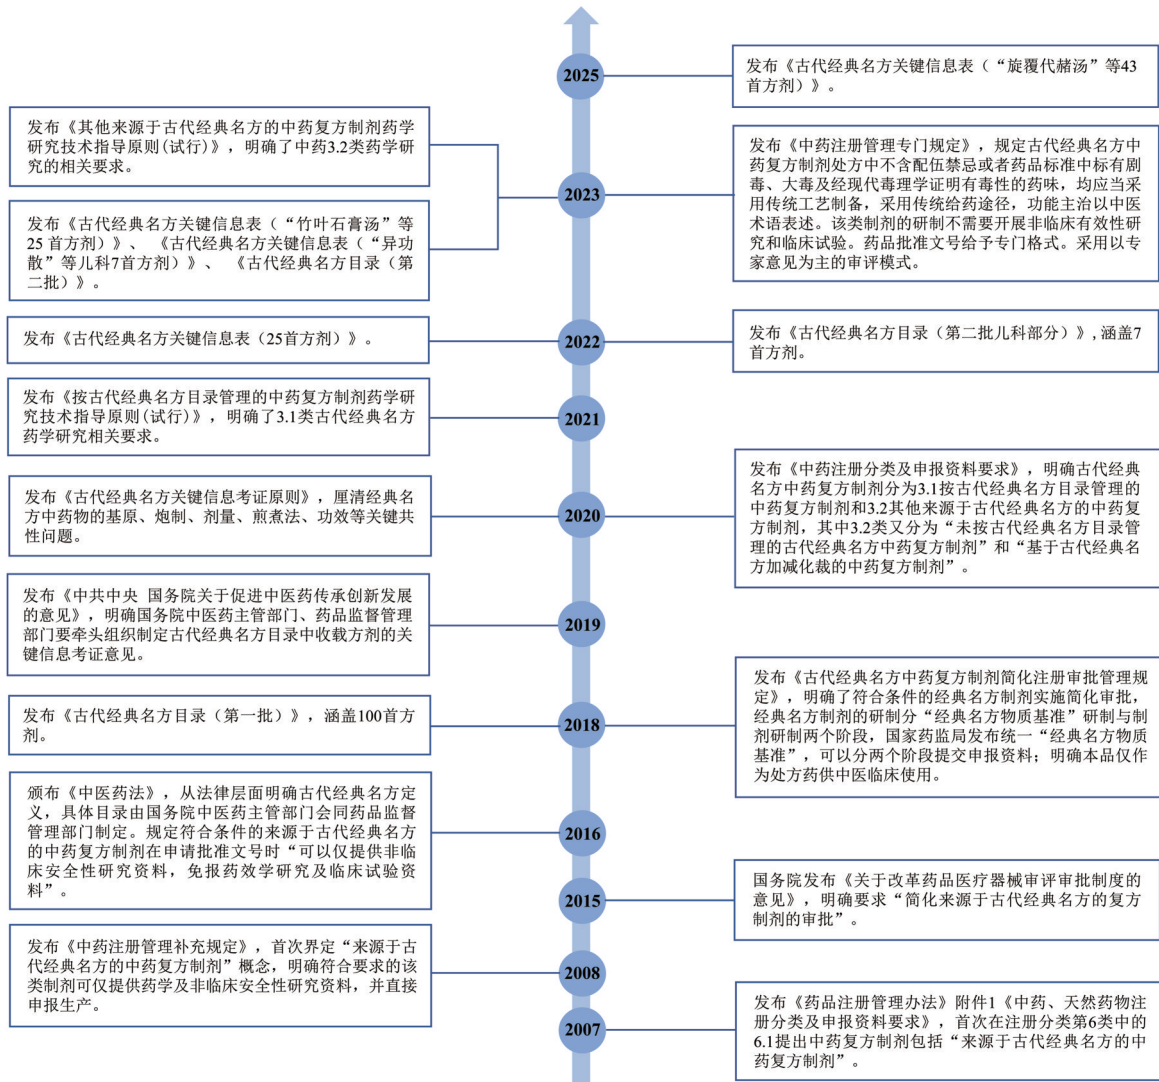 2025
发布《古代经典名方关键信息表（“旋覆代赭汤”等43
首方剂）》。
发布《其他来源于古代经典名方的中药复方制剂药学
研究技术指导原则(试行)》，明确了中药3.2类药学研
究的相关要求。
发布《古代经典名方关键信息表（“竹叶石膏汤”等
25 首方剂）》、《古代经典名方关键信息表（“异功
散”等儿科7首方剂）》、《古代经典名方目录（第
二批）》。
2023
发布《中药注册管理专门规定》，规定古代经典名方中
药复方制剂处方中不含配伍禁忌或者药品标准中标有剧
毒、大毒及经现代毒理学证明有毒性的药味，均应当采
用传统工艺制备，采用传统给药途径，功能主治以中医
术语表述。该类制剂的研制不需要开展非临床有效性研
究和临床试验。药品批准文号给予专门格式。采用以专
家意见为主的审评模式。
发布《古代经典名方关键信息表（25首方剂）》。
2022
发布《古代经典名方目录（第二批儿科部分）》,涵盖7
首方剂。
发布《按古代经典名方目录管理的中药复方制剂药学研
究技术指导原则(试行)》，明确了3.1类古代经典名方
药学研究相关要求。
2021
发布《古代经典名方关键信息考证原则》，厘清经典名
方中药物的基原、炮制、剂量、煎煮法、功效等关键共
性问题。
2020
发布《中药注册分类及申报资料要求》，明确古代经典
名方中药复方制剂分为3.1按古代经典名方目录管理的
中药复方制剂和3.2其他来源于古代经典名方的中药复
方制剂，其中3.2类又分为“未按古代经典名方目录管
理的古代经典名方中药复方制剂”和“基于古代经典名
方加减化裁的中药复方制剂”。
发布《中共中央 国务院关于促进中医药传承创新发展
的意见》，明确国务院中医药主管部门、药品监督管理
部门要牵头组织制定古代经典名方目录中收载方剂的关
键信息考证意见。
2019
发布《古代经典名方目录（第一批）》，涵盖100首方
剂。
2018
发布《古代经典名方中药复方制剂简化注册审批管理规
定》，明确了符合条件的经典名方制剂实施简化审批，
经典名方制剂的研制分“经典名方物质基准”研制与制
剂研制两个阶段，国家药监局发布统一“经典名方物质
基准”，可以分两个阶段提交申报资料；明确本品仅作
为处方药供中医临床使用。
颁布《中医药法》，从法律层面明确古代经典名方定
义，具体目录由国务院中医药主管部门会同药品监督
管理部门制定。规定符合条件的来源于古代经典名方
的中药复方制剂在申请批准文号时“可以仅提供非临
床安全性研究资料，免报药效学研究及临床试验资
料”。
2016
2015
国务院发布《关于改革药品医疗器械审评审批制度的
意见》，明确要求“简化来源于古代经典名方的复方
制剂的审批”。
发布《中药注册管理补充规定》，首次界定“来源于古
代经典名方的中药复方制剂”概念，明确符合要求的该
类制剂可仅提供药学及非临床安全性研究资料，并直接
申报生产。
2008
2007
发布《药品注册管理办法》附件1《中药、天然药物注
册分类及申报资料要求》，首次在注册分类第6类中的
6.1提出中药复方制剂包括“来源于古代经典名方的中
药复方制剂”。